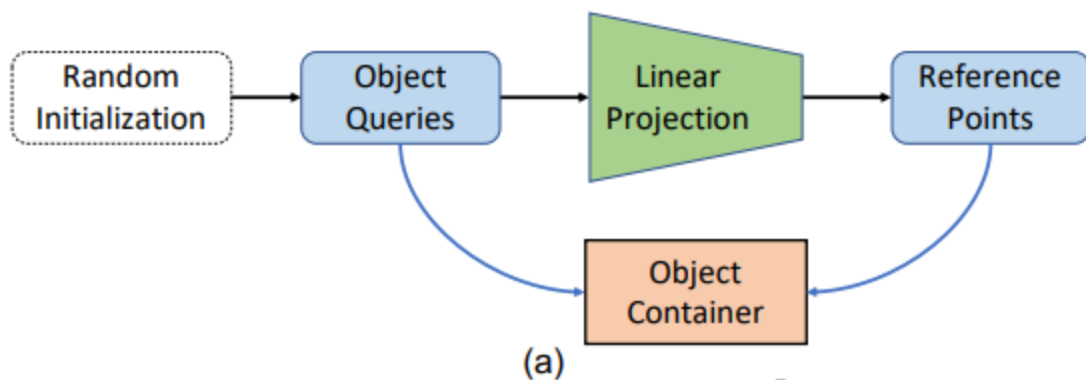 Random
Initialization
Object
Queries
Linear
Projection
Reference
Points
Object
Container
(a)